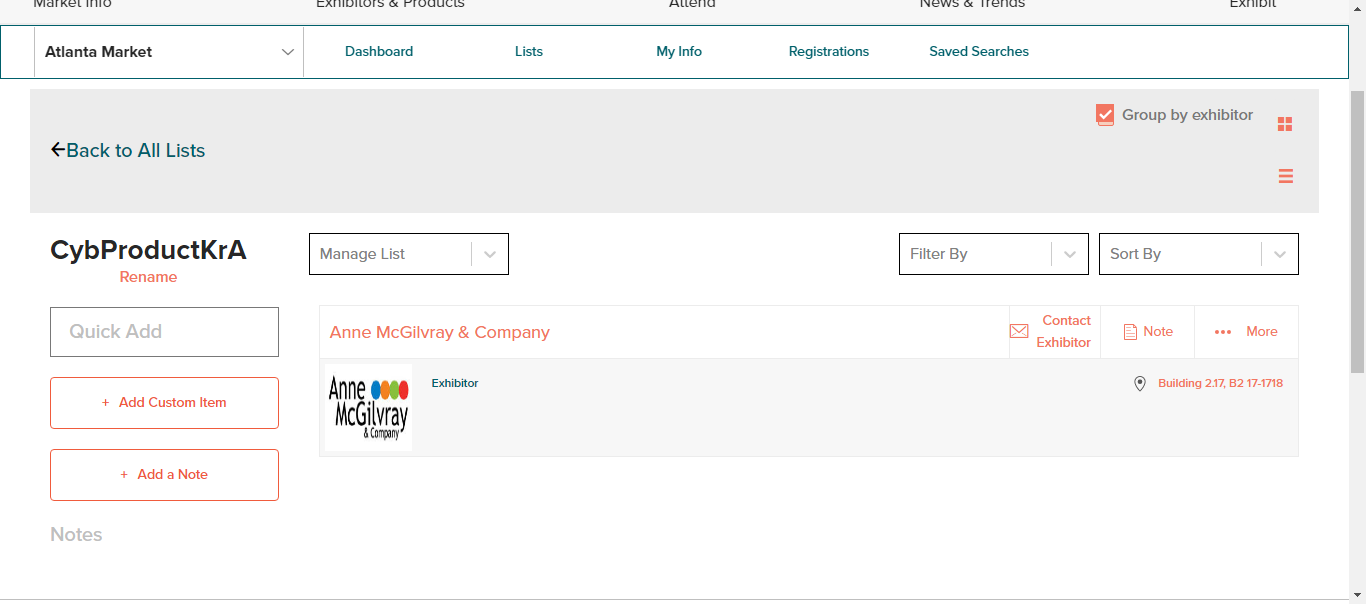 Market Info
Exhibitors & Products
Attend
News & Trends
Exhibit
Atlanta Market
Dashboard
Lists
My Info
Registrations
Saved Searches
Group by exhibitor
Back to All Lists
CybProductKrA
Rename
Manage List
Filter By
Sort By
Quick Add
+ Add Custom Item
+ Add a Note
Notes
Anne McGilvray & Company
Contact
Exhibitor
Note
More
Anne
McGilvray
& Company
Exhibitor
Building 2.17, B2 17-1718